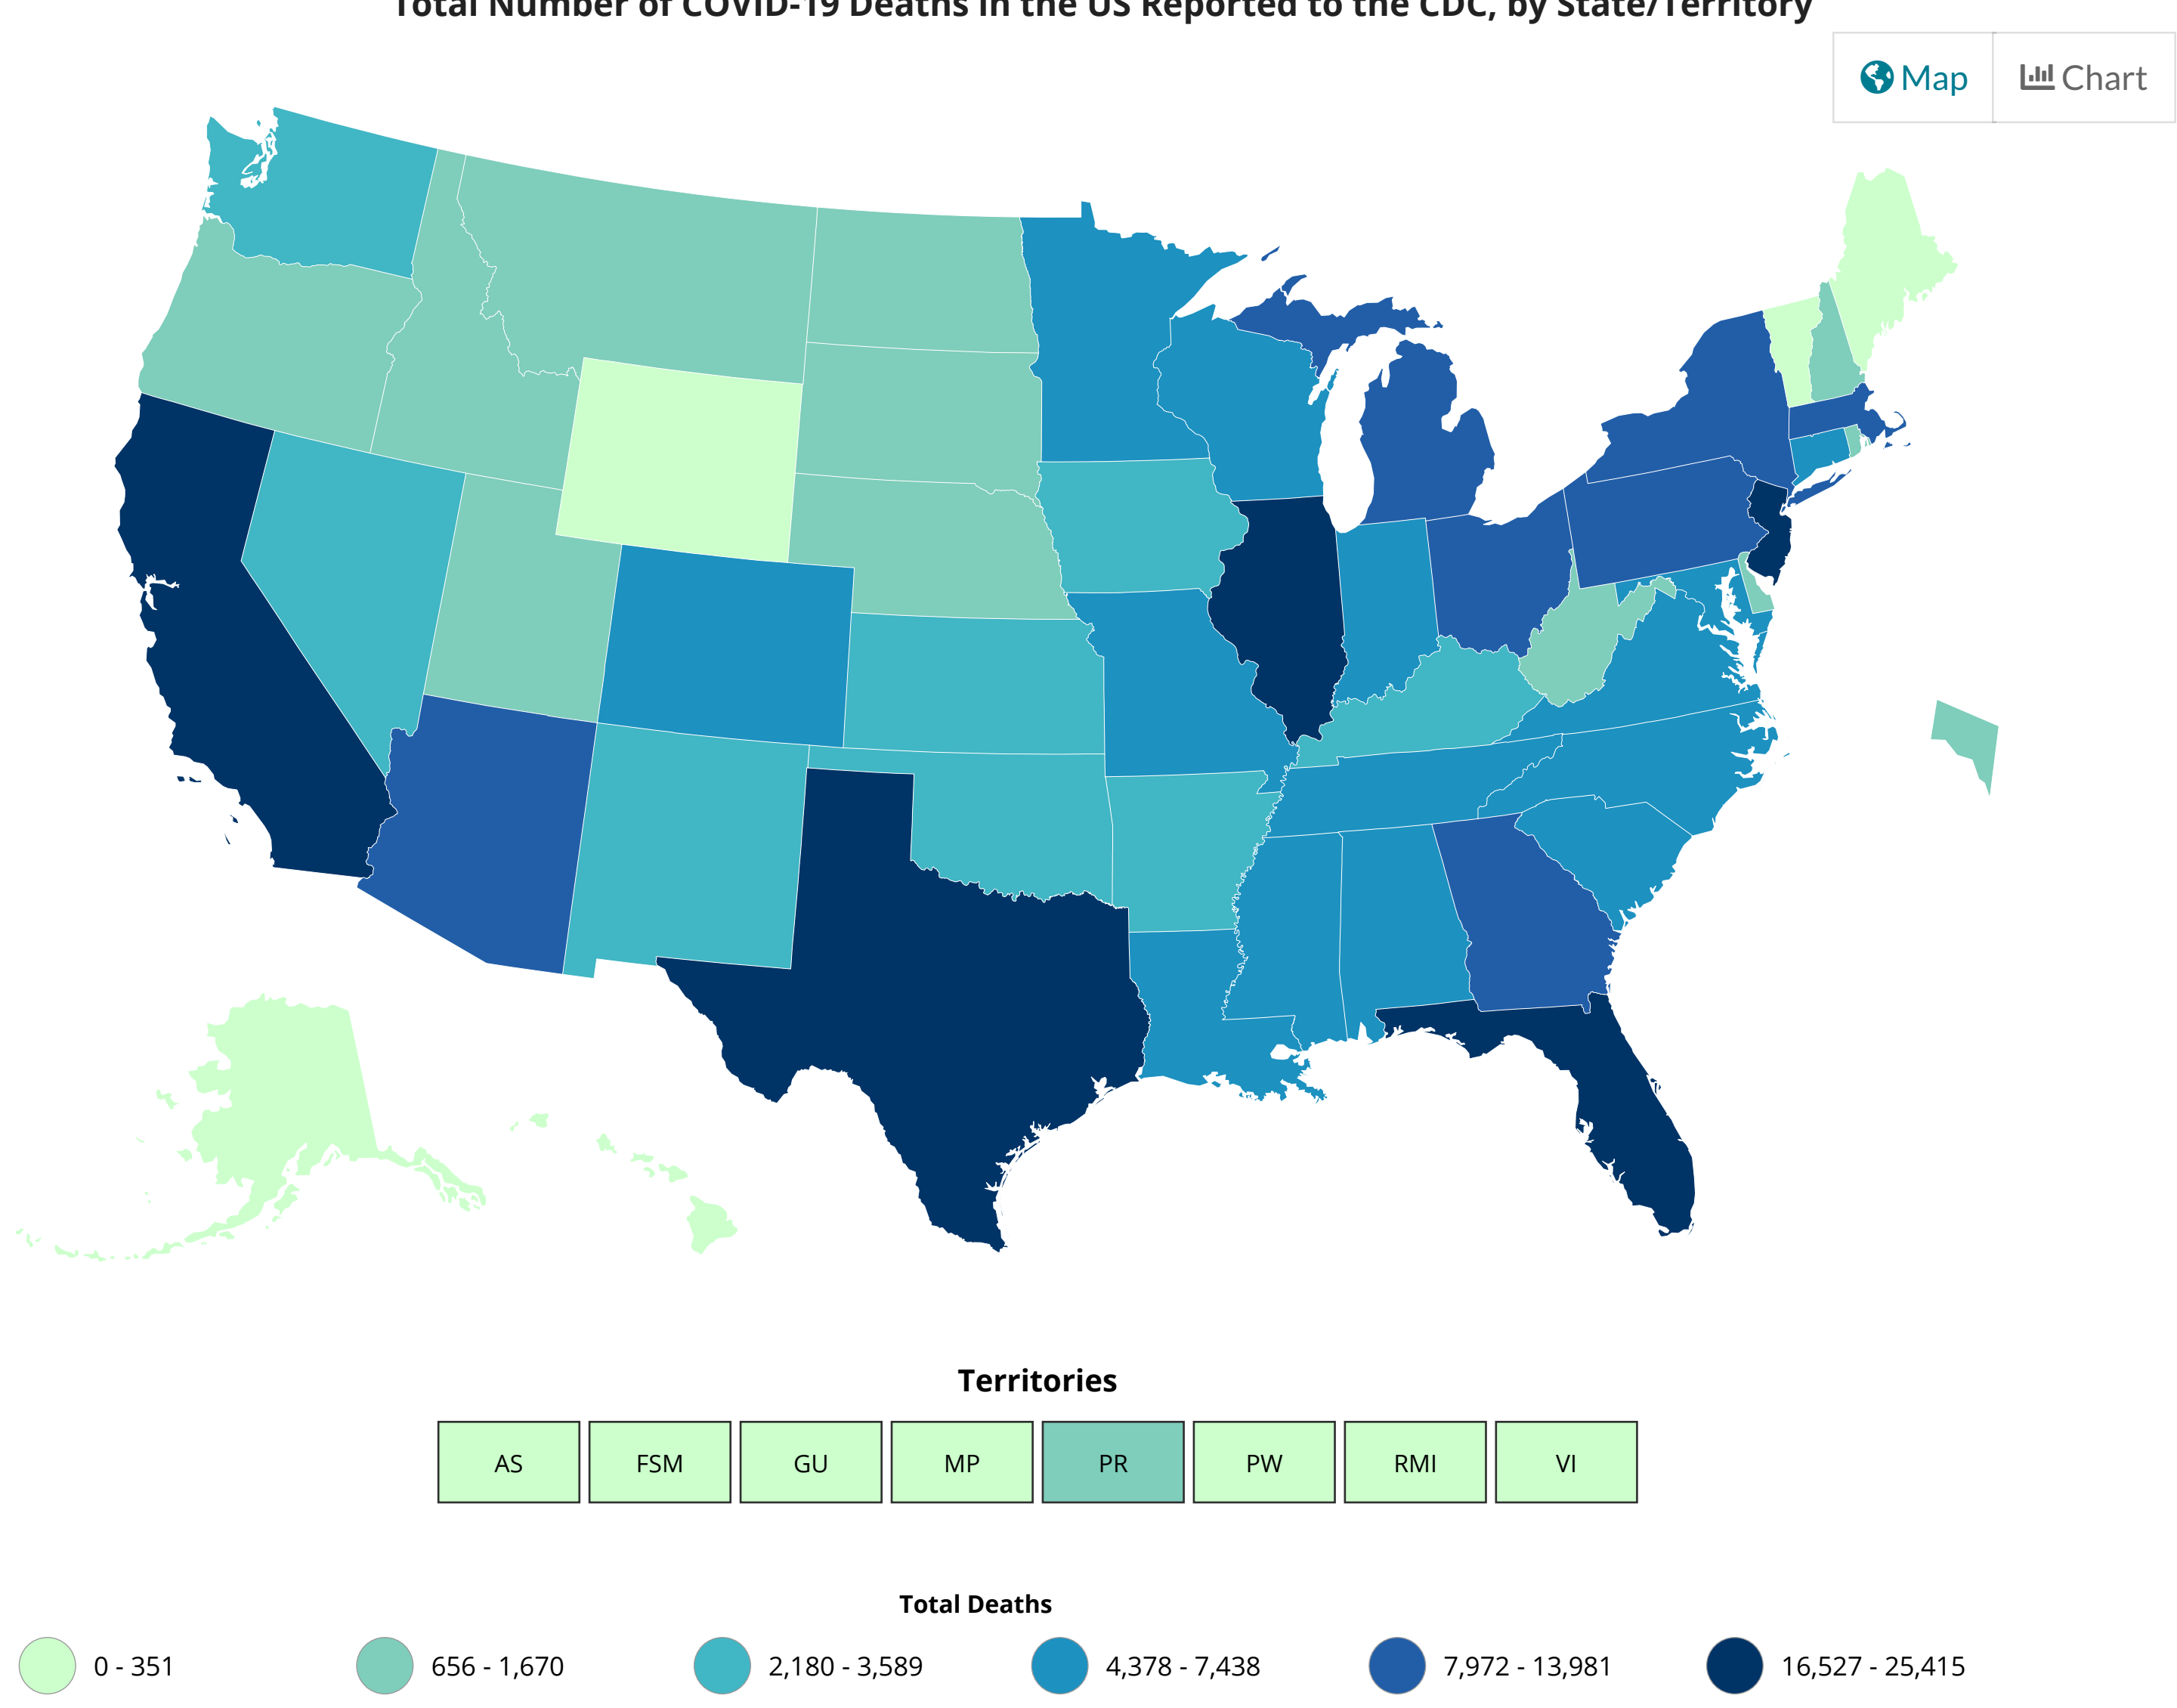 Total Number of COVID-19 Deaths in the US Reported to the CDC, by State/Territory
Map Chart
Territories
AS FSM GU MP PR PW RMI VI
Total Deaths
0 - 351 656 - 1,670 2,180 - 3,589 4,378 - 7,438 7,972 - 13,981 16,527 - 25,415